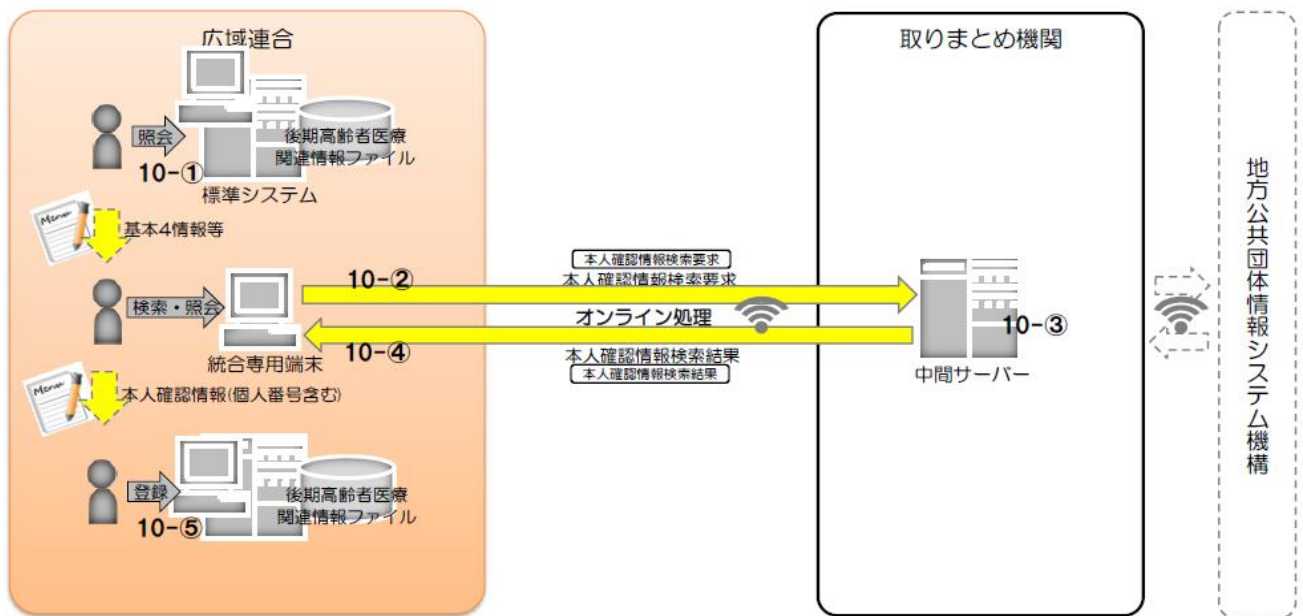 広域連合
照会
10-①
後期高齢者医療
関連情報ファイル
標準システム
Memo
基本4情報等
検索・照会
統合専用端末
10-②
本人確認情報検索要求
本人確認情報検索要求
オンライン処理
10-④
本人確認情報検索結果
本人確認情報検索結果
Memo
本人確認情報(個人番号含む)
登録
10-⑤
後期高齢者医療
関連情報ファイル
取りまとめ機関
10-③
中間サーバー
地方公共団体情報システム機構